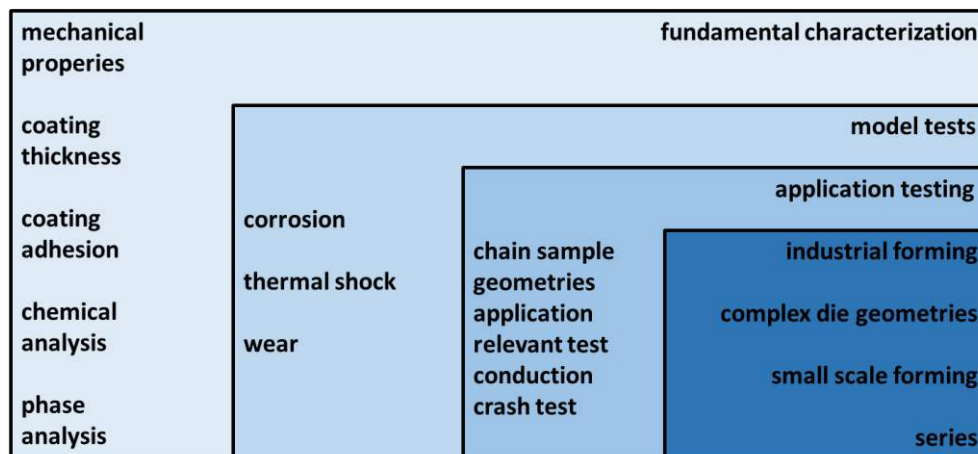 mechanical
properies
fundamental characterization
coating
thickness
model tests
application testing
coating
adhesion
corrosion
chain sample
geometries
application
relevant test
conduction
crash test
industrial forming
thermal shock
chemical
analysis
complex die geometries
wear
small scale forming
phase
analysis
series